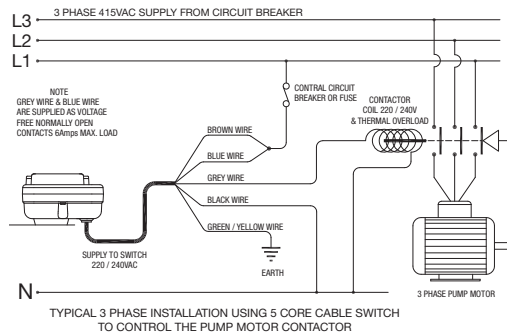 3 PHASE 415VAC SUPPLY FROM CIRCUIT BREAKER
L3
L2
L1
NOTE
GREY WIRE & BLUE WIRE
ARE SUPPLIED AS VOLTAGE
FREE NORMALLY OPEN
CONTACTS 6Amps MAX. LOAD
CONTRAL CIRCUIT
BREAKER OR FUSE
CONTACTOR
COIL 220 / 240V
& THERMAL OVERLOAD
BROWN WIRE
BLUE WIRE
GREY WIRE
BLACK WIRE
GREEN / YELLOW WIRE
SUPPLY TO SWITCH
220 / 240VAC
EARTH
N
3 PHASE PUMP MOTOR
TYPICAL 3 PHASE INSTALLATION USING 5 CORE CABLE SWITCH
TO CONTROL THE PUMP MOTOR CONTACTOR